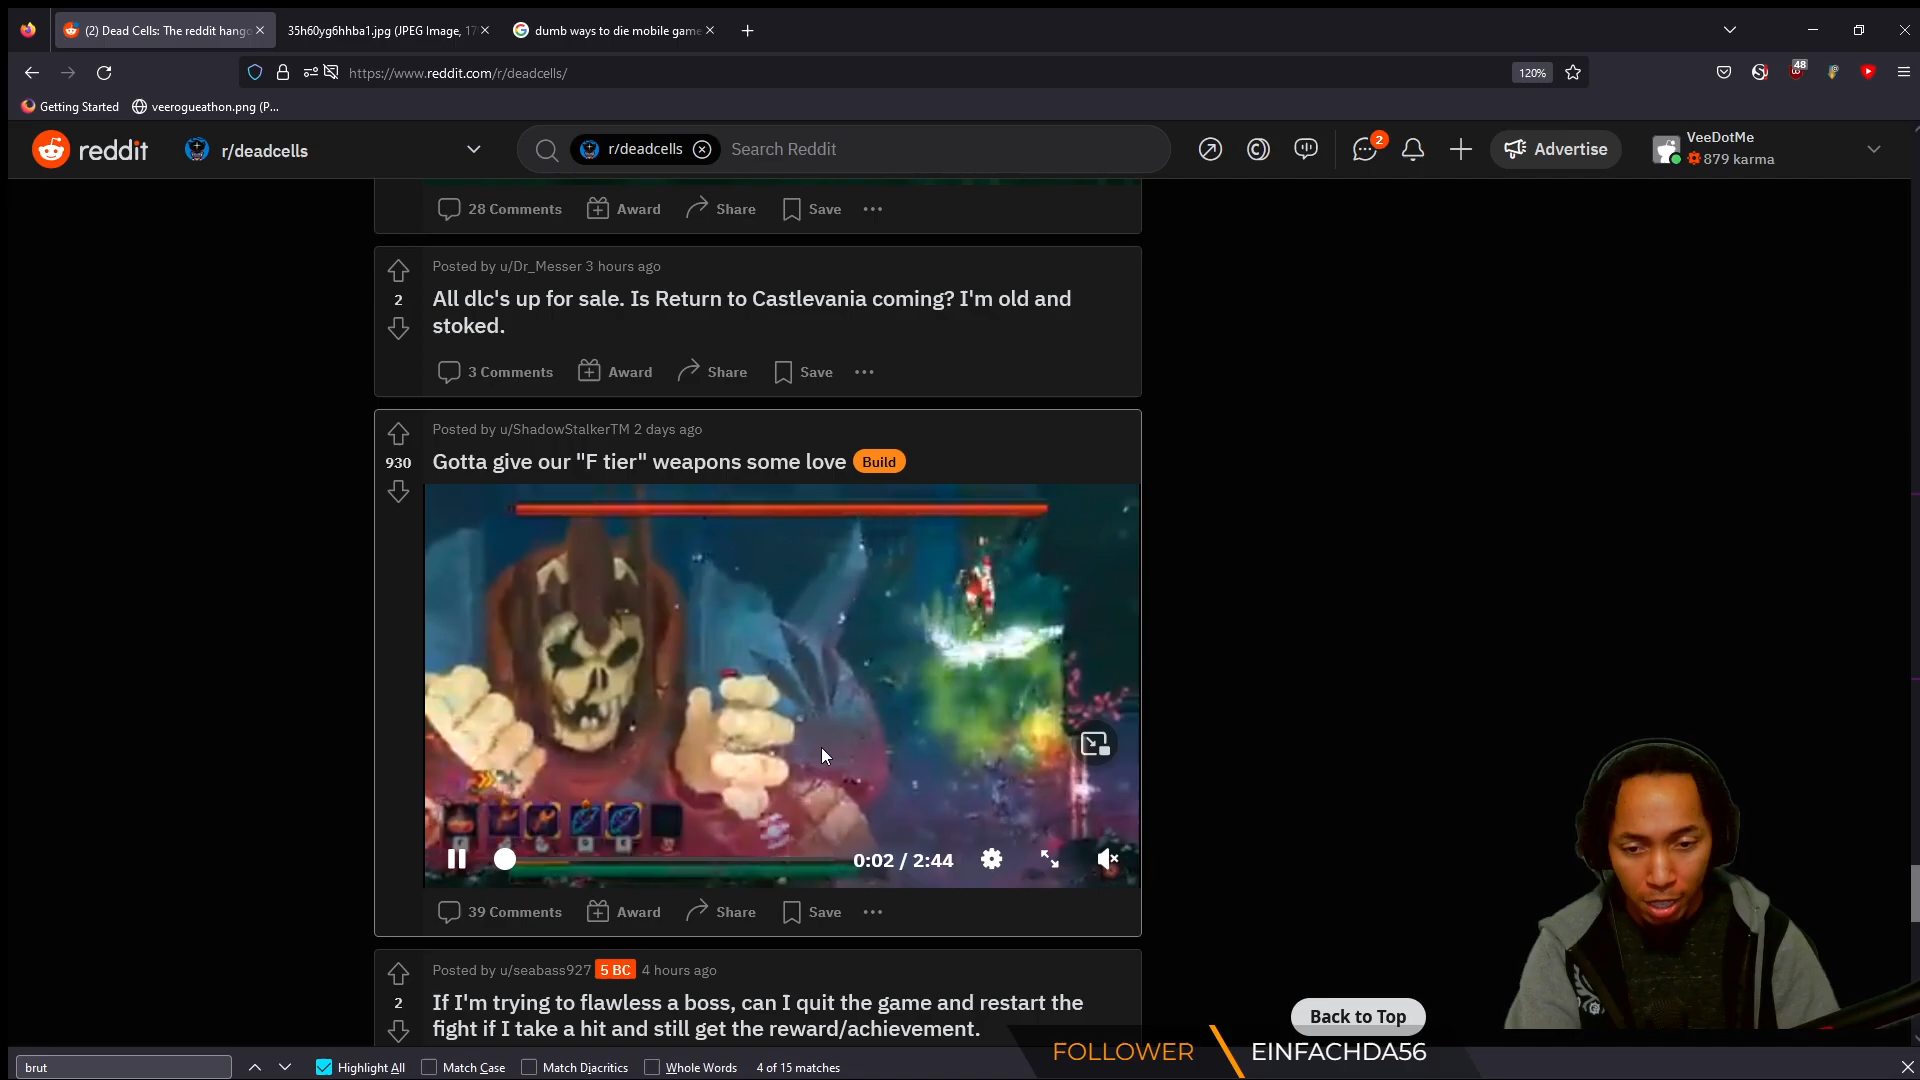 (2) Dead Cells: The reddit hango
35h60yg6hhba1.jpg (JPEG Image, 17
dumb ways to die mobile game
https://www.reddit.com/r/deadcells/
120%
48
Getting Started
veerogueathon.png (P...
reddit
r/deadcells
r/deadcells
Search Reddit
2
Advertise
VeeDotMe
879 karma
28 Comments
Award
Share
Save
Posted by u/Dr_Messer 3 hours ago
2
All dlc's up for sale. Is Return to Castlevania coming? I'm old and
stoked.
3 Comments
Award
Share
Save
Posted by u/ShadowStalkerTM 2 days ago
930
Gotta give our "F tier" weapons some love
Build
0:02 / 2:44
39 Comments
Award
Share
Save
Posted by u/seabass927
5 BC
4 hours ago
2
If I'm trying to flawless a boss, can I quit the game and restart the
fight if I take a hit and still get the reward/achievement.
Back to Top
FOLLOWER
EINFACHDA56
brut
Highlight All
Match Case
Match Diacritics
Whole Words
4 of 15 matches